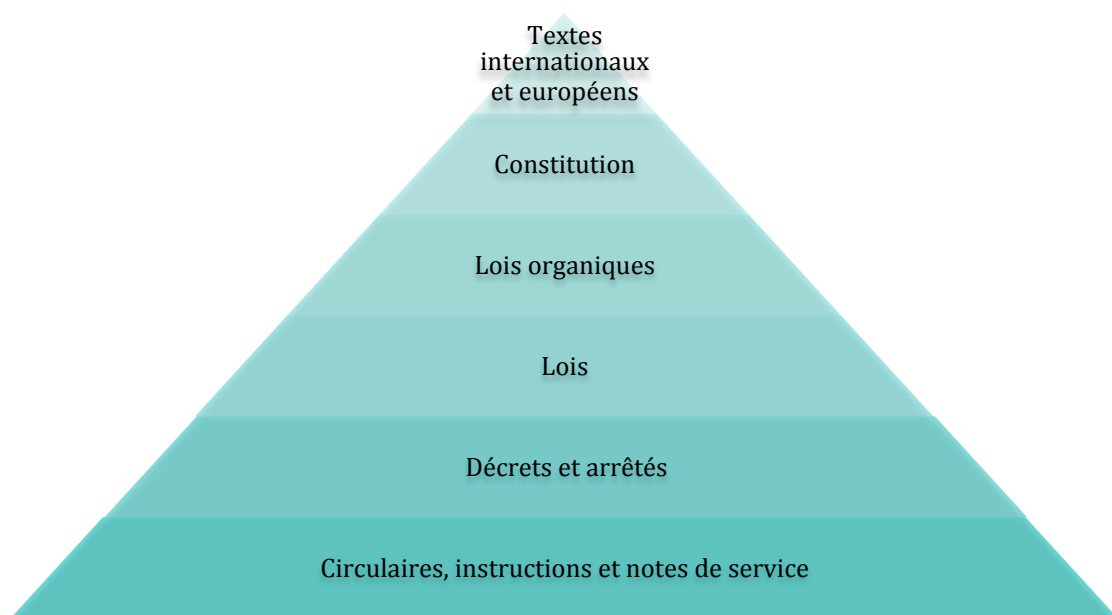 Textes
internationaux
et européens
Constitution
Lois organiques
Lois
Décrets et arrêtés
Circulaires, instructions et notes de service